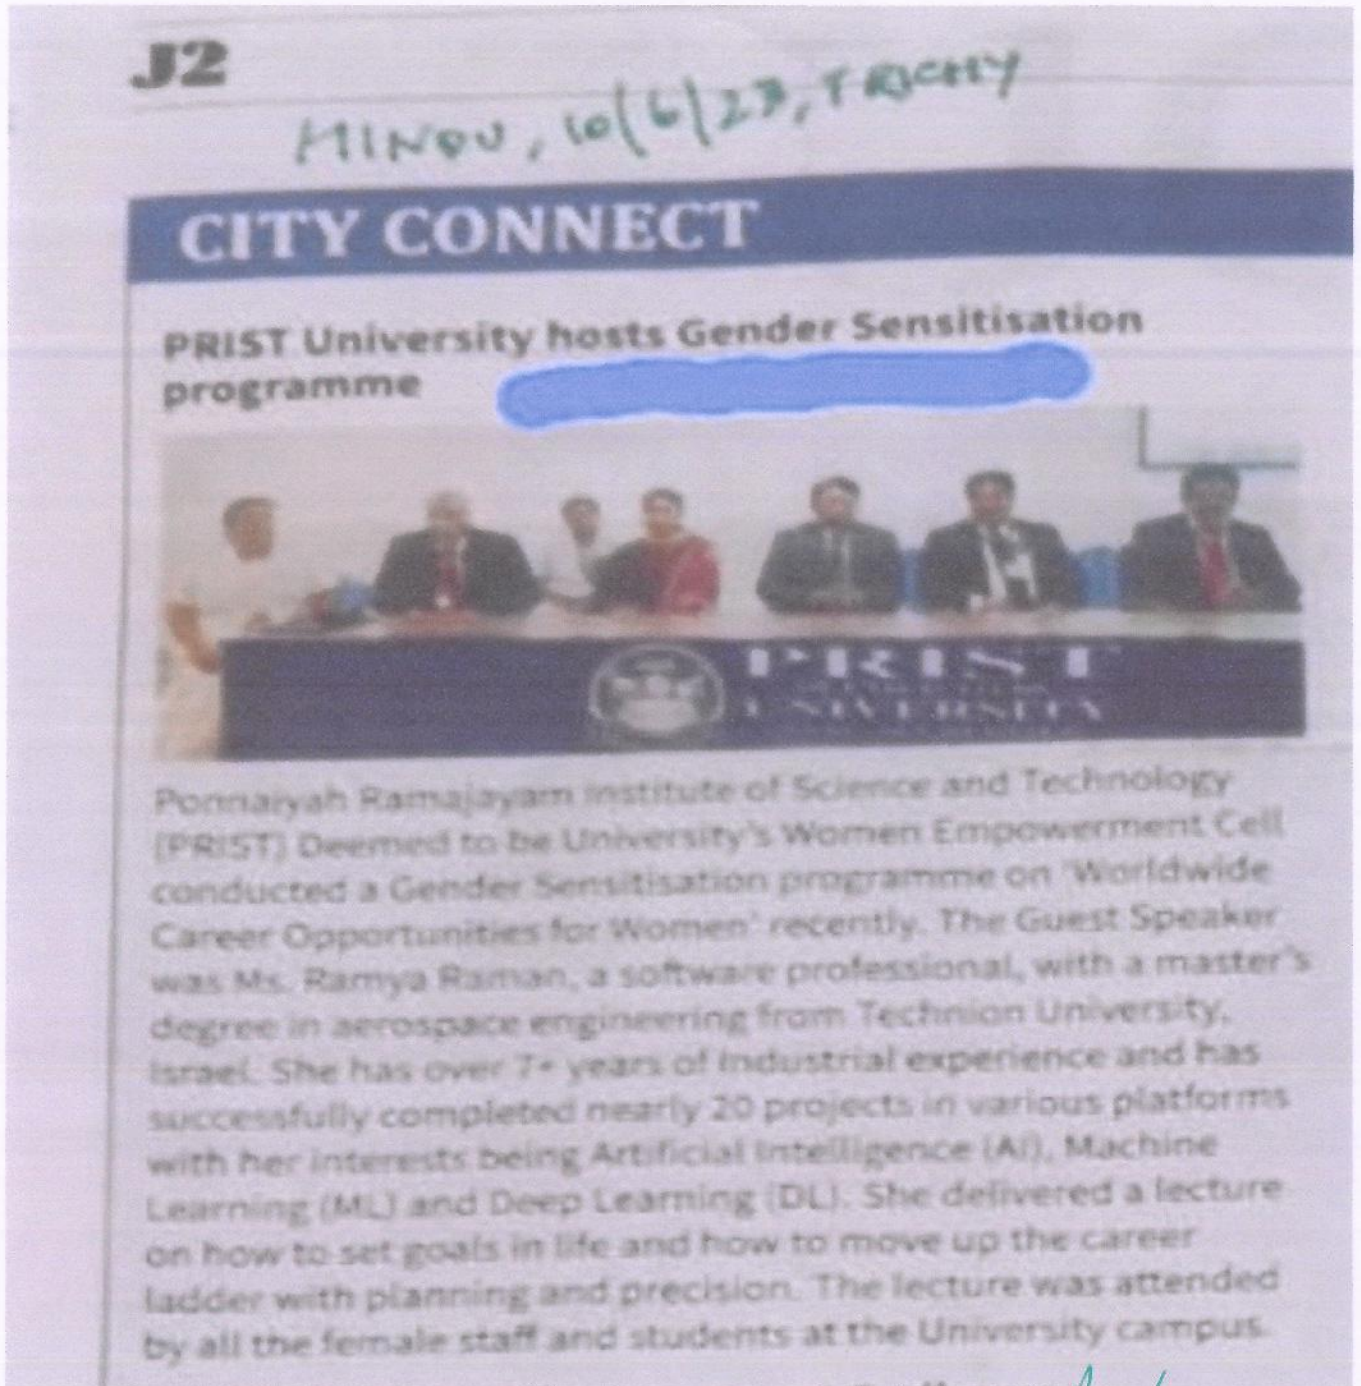 J2
HINDU, 10/6/23, TRICHY
CITY CONNECT
PRIST University hosts Gender Sensitisation
programme
PRIST
UNIVERSITY
Ponnaiyah Ramajayam Institute of Science and Technology
(PRIST) Deemed to be University's Women Empowerment Cell
conducted a Gender Sensitisation programme on 'Worldwide
Career Opportunities for Women' recently. The Guest Speaker
was Ms. Ramya Raman, a software professional, with a master's
degree in aerospace engineering from Technion University,
Israel. She has over 7+ years of Industrial experience and has
successfully completed nearly 20 projects in various platforms
with her interests being Artificial Intelligence (AI), Machine
Learning (ML) and Deep Learning (DL). She delivered a lecture
on how to set goals in life and how to move up the career
ladder with planning and precision. The lecture was attended
by all the female staff and students at the University campus.